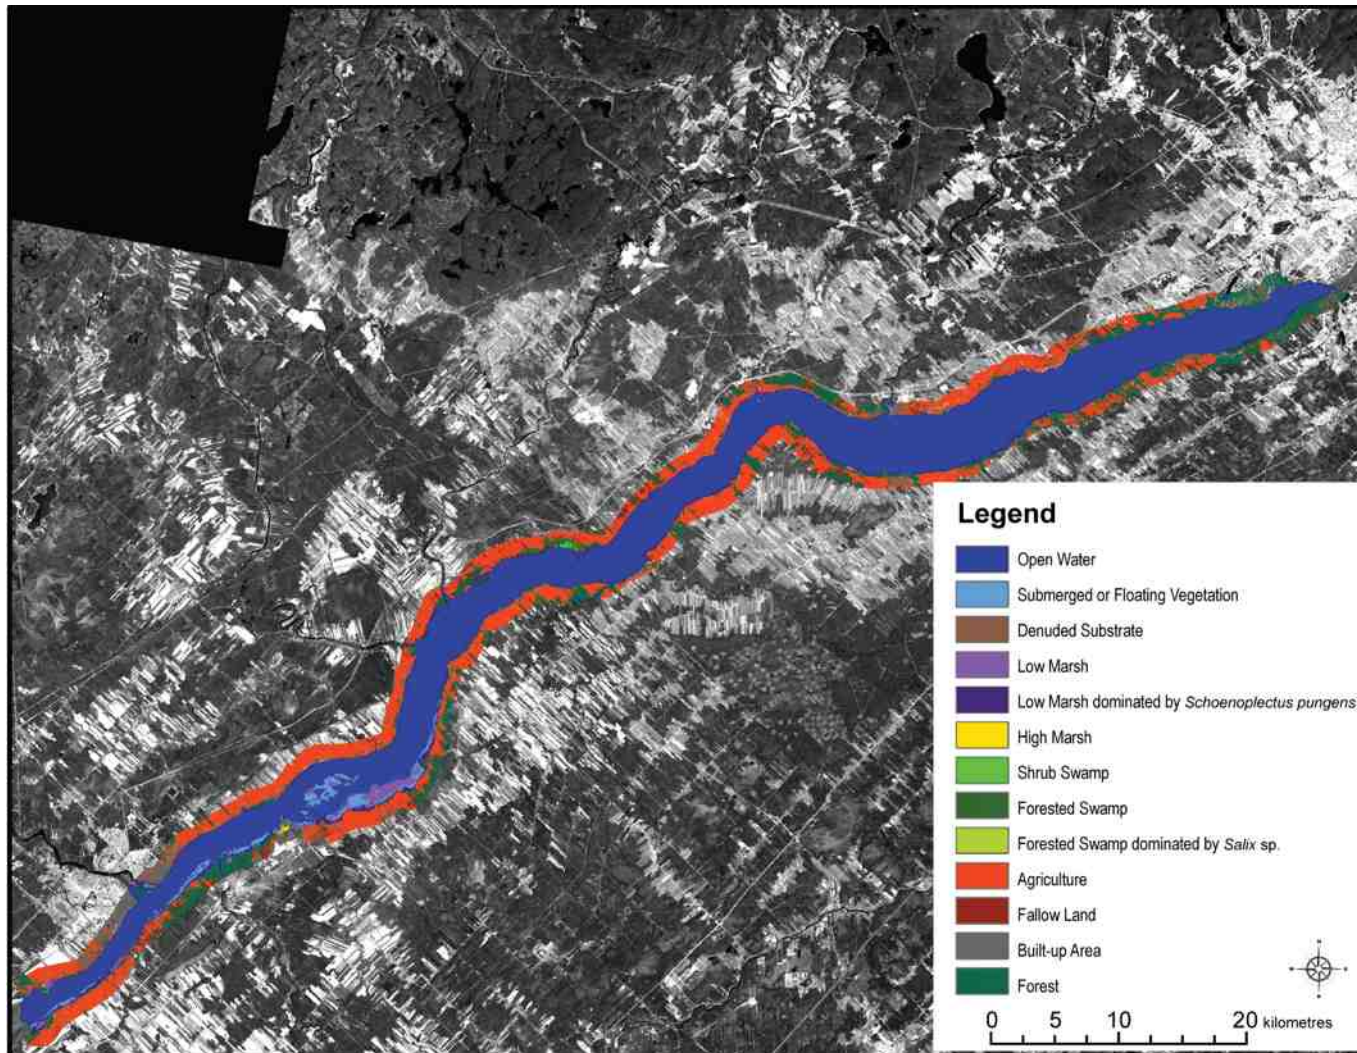 Legend
Open Water
Submerged or Floating Vegetation
Denuded Substrate
Low Marsh
Low Marsh dominated by Schoenoplectus pungens
High Marsh
Shrub Swamp
Forested Swamp
Forested Swamp dominated by Salix sp.
Agriculture
Fallow Land
Built-up Area
Forest
0 5 10 20 kilometres